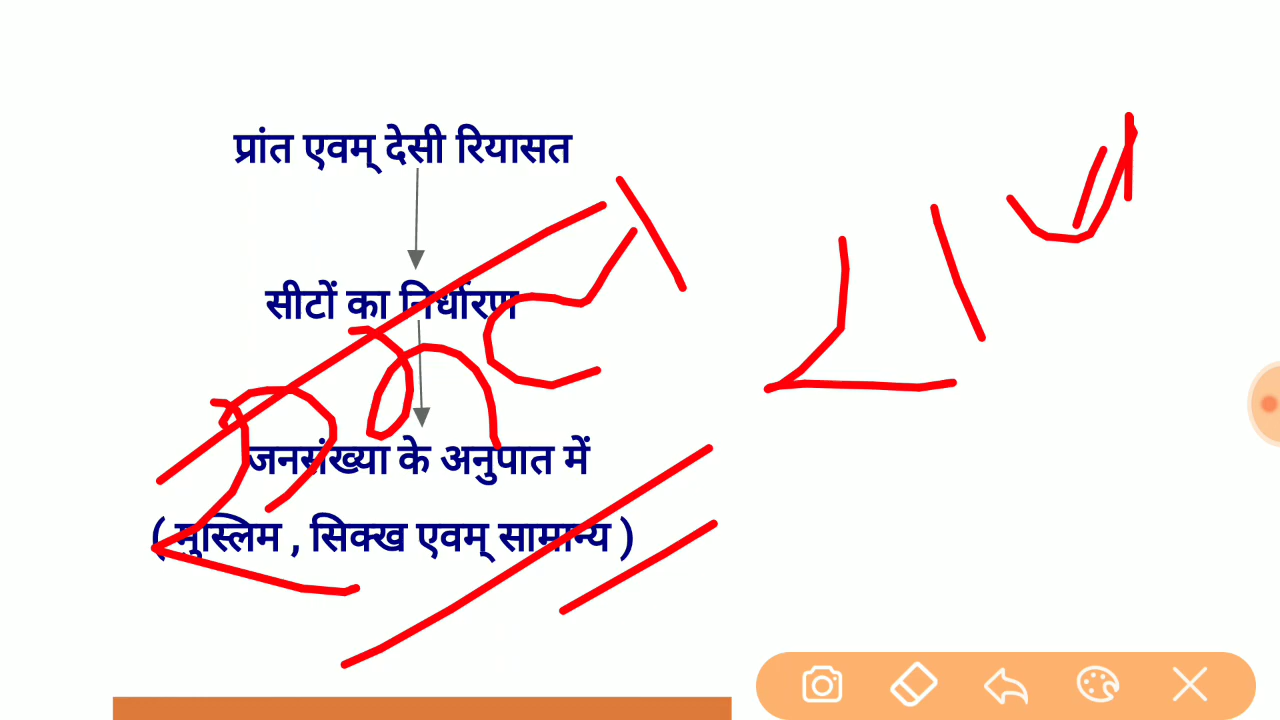 प्रांत एवम् देसी रियासत
सीटों का निर्धारण
जनसंख्या के अनुपात में
( मुस्लिम , सिक्ख एवम् सामान्य )